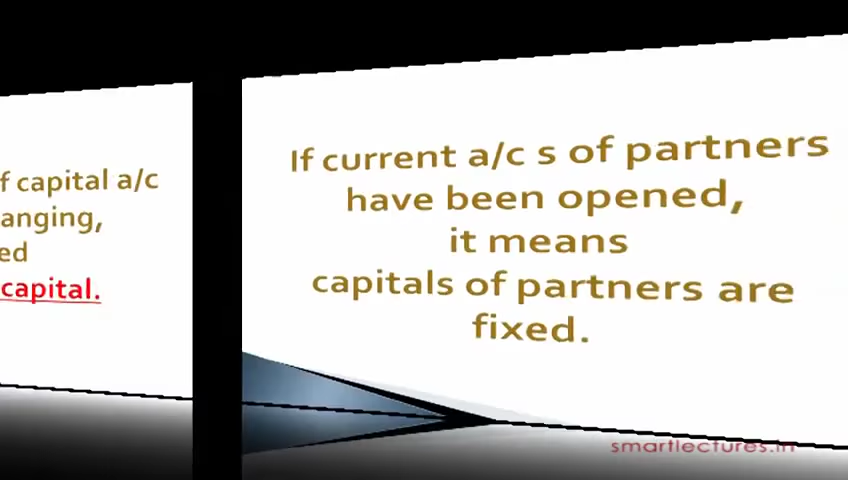 f capital a/c
anging,
ed
capital.
If current a/c s of partners
have been opened,
it means
capitals of partners are
fixed.
smartlectures.in